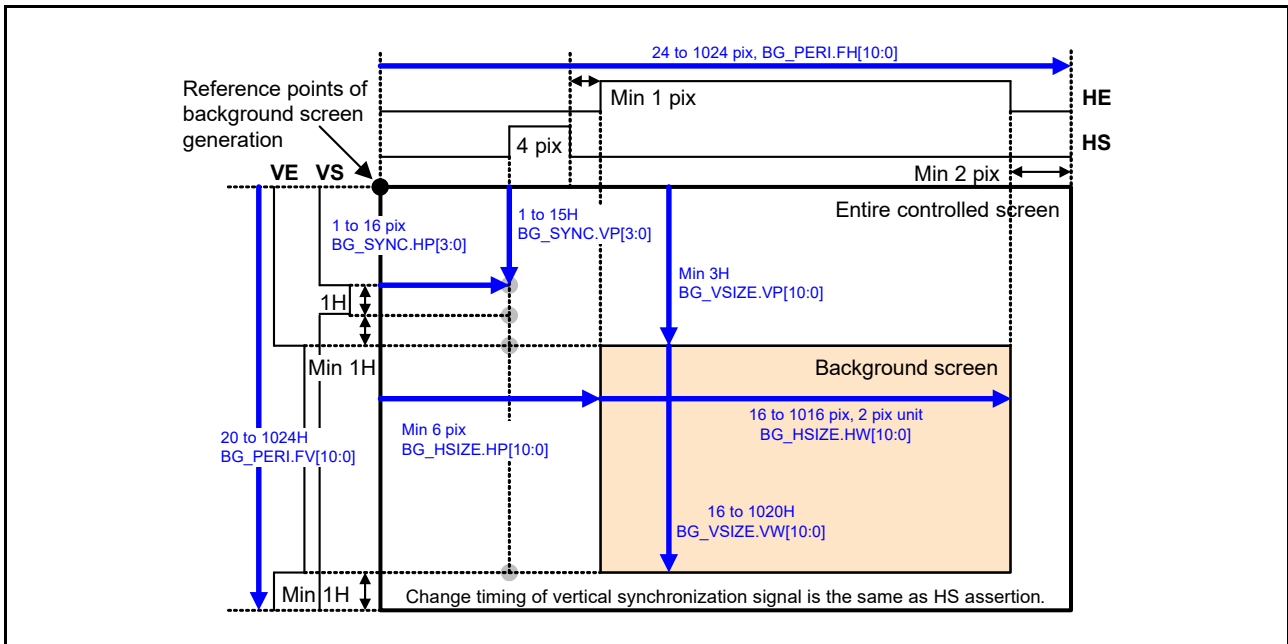 24 to 1024 pix, BG_PERI.FH[10:0]
Reference points of
background screen
generation
Min 1 pix
HE
4 pix
HS
VE
VS
Min 2 pix
Entire controlled screen
1 to 16 pix
BG_SYNC.HP[3:0]
1 to 15H
BG_SYNC.VP[3:0]
Min 3H
BG_VSIZE.VP[10:0]
1H
Min 1H
Background screen
20 to 1024H
BG_PERI.FV[10:0]
Min 6 pix
BG_HSIZE.HP[10:0]
16 to 1016 pix, 2 pix unit
BG_HSIZE.HW[10:0]
16 to 1020H
BG_VSIZE.VW[10:0]
Min 1H
Change timing of vertical synchronization signal is the same as HS assertion.